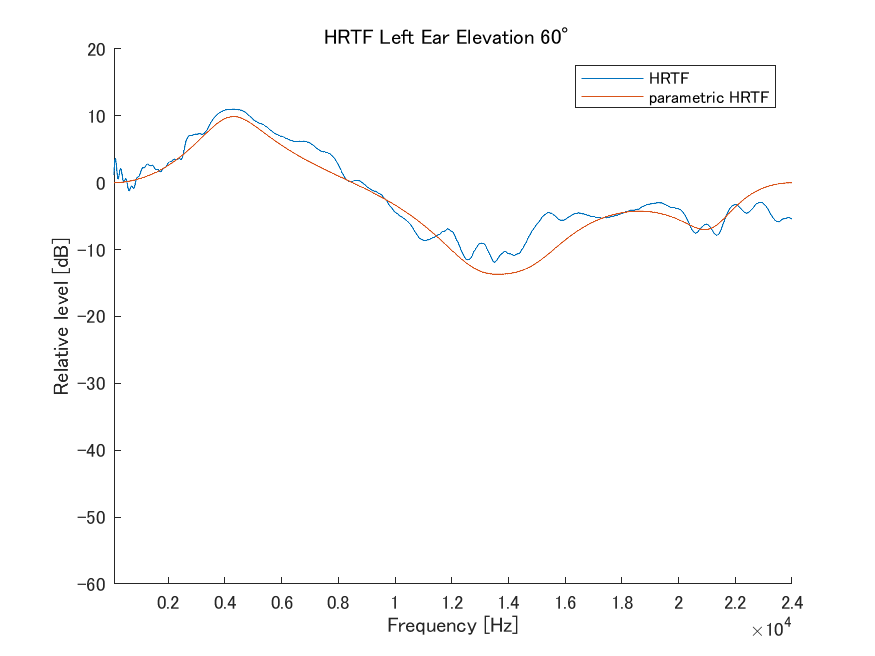 HRTF Left Ear Elevation 60°
HRTF
parametric HRTF
Relative level [dB]
20
10
0
−10
−20
−30
−40
−50
−60
0.2 0.4 0.6 0.8 1 1.2 1.4 1.6 1.8 2 2.2 2.4
×10⁴
Frequency [Hz]